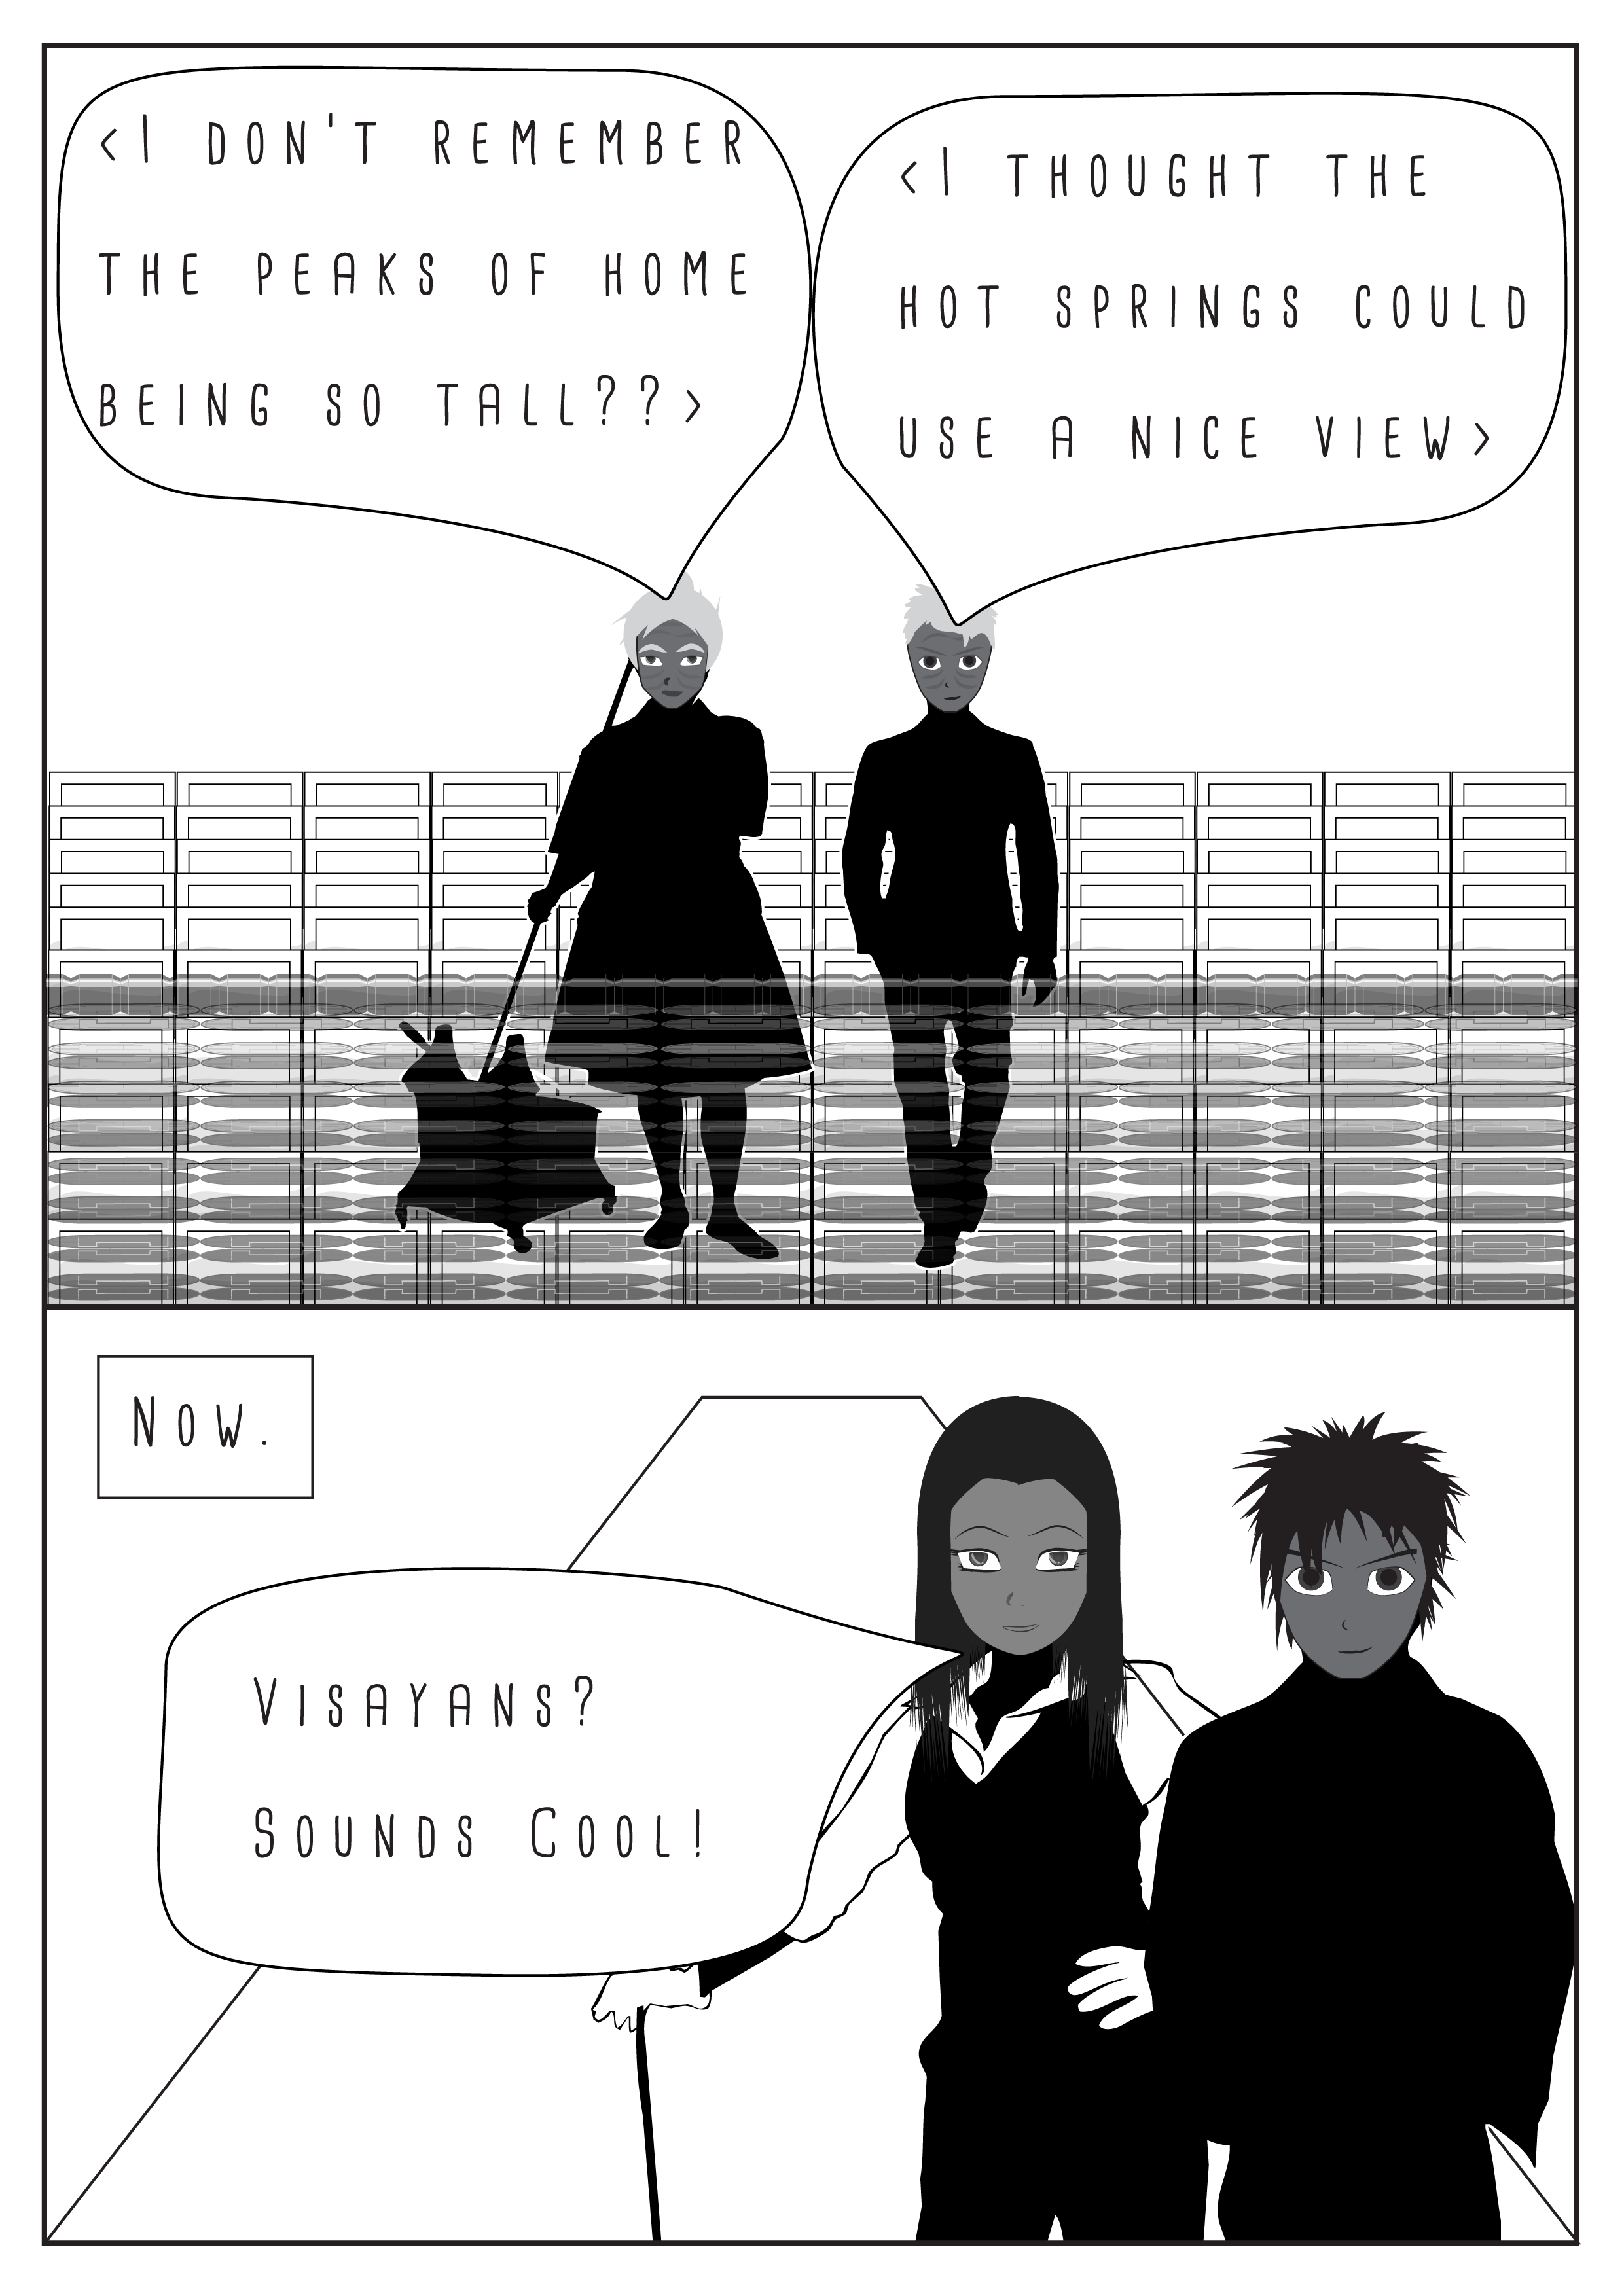 <I DON'T REMEMBER
THE PEAKS OF HOME
BEING SO TALL??>
<I THOUGHT THE
HOT SPRINGS COULD
USE A NICE VIEW>
NOW.
VISAYANS?
SOUNDS COOL!